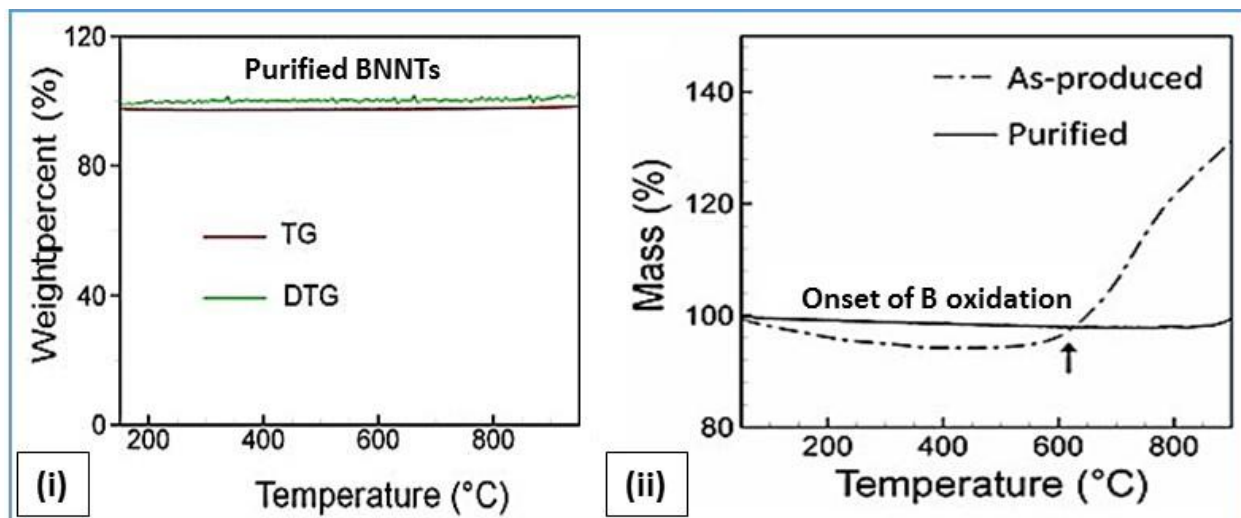 120
80
40
0
Weightpercent (%)
Purified BNNTs
TG
DTG
200 400 600 800
Temperature (°C)
(i)
140
120
100
80
Mass (%)
As-produced
Purified
Onset of B oxidation
200 400 600 800
Temperature (°C)
(ii)